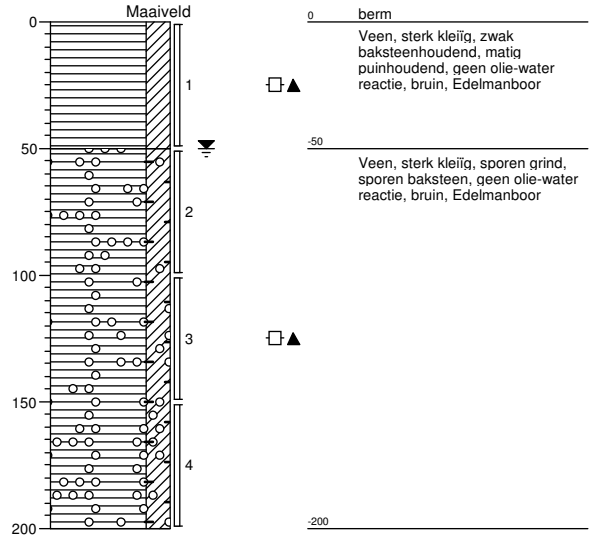 Maaiveld
0
50
100
150
200
1
2
3
4
0
berm
Veen, sterk kleiïg, zwak
baksteenhoudend, matig
puinhoudend, geen olie-water
reactie, bruin, Edelmanboor
-50
Veen, sterk kleiïg, sporen grind,
sporen baksteen, geen olie-water
reactie, bruin, Edelmanboor
-200